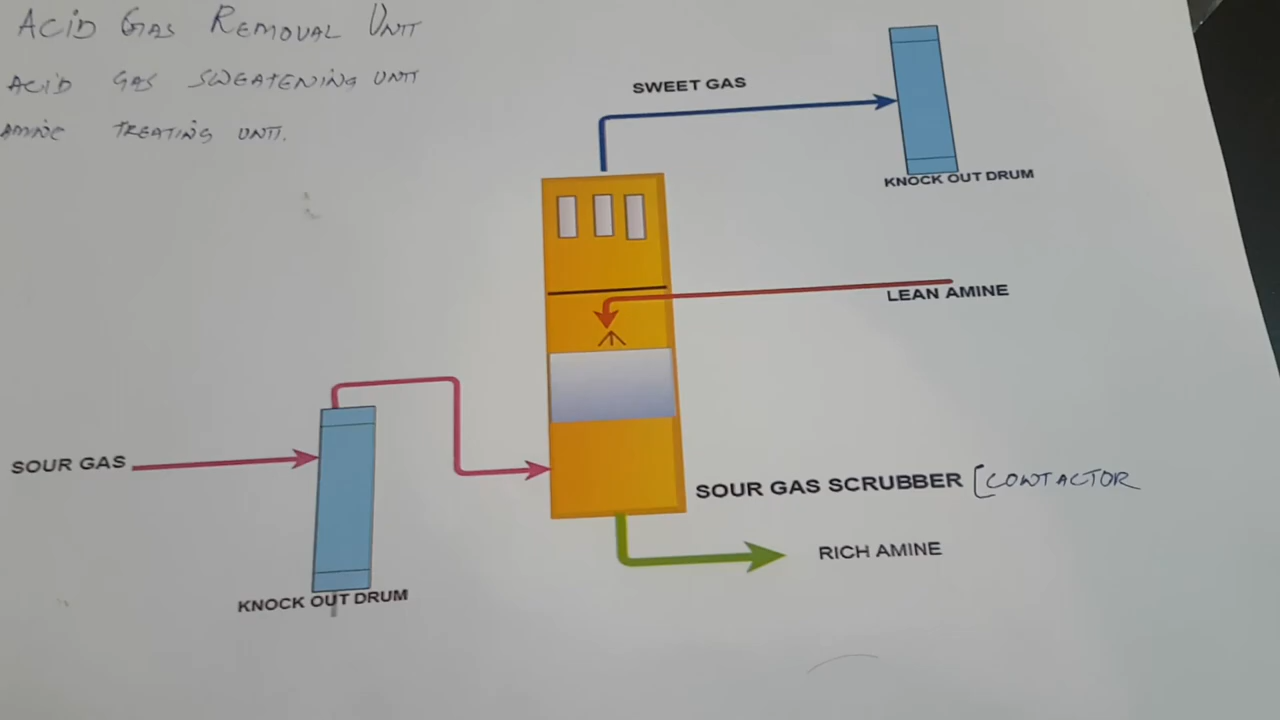 ACID GAS REMOVAL UNIT
ACID GAS SWEATENING UNIT
AMINE TREATING UNIT.
SWEET GAS
KNOCK OUT DRUM
LEAN AMINE
SOUR GAS
SOUR GAS SCRUBBER [CONTACTOR
RICH AMINE
KNOCK OUT DRUM